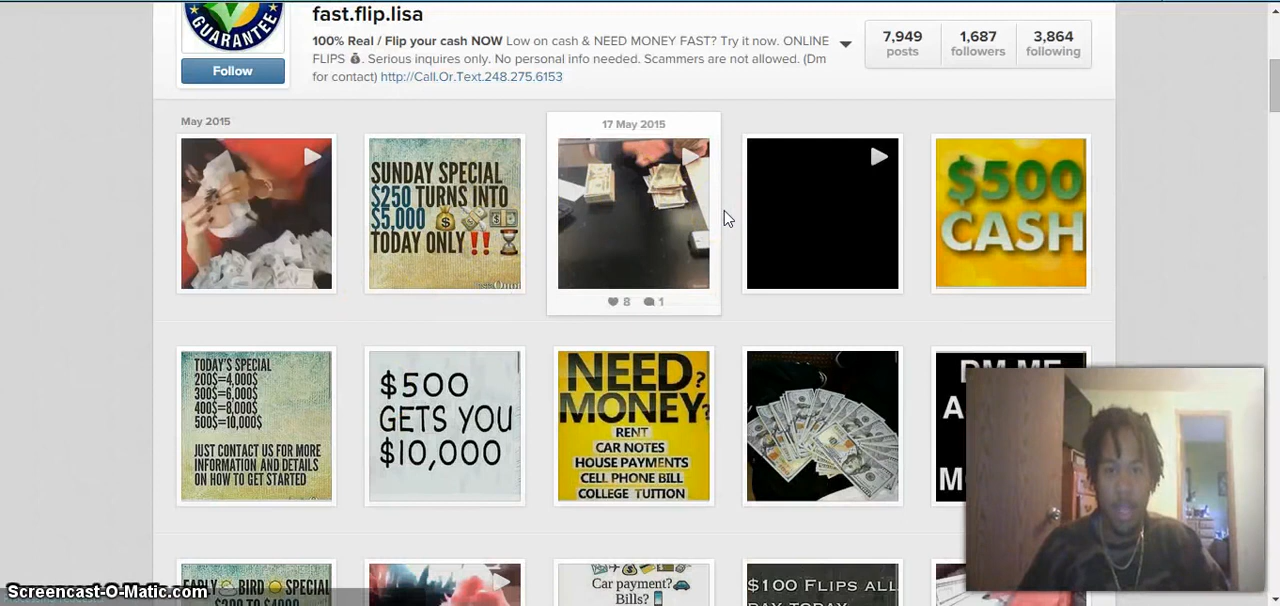 GUARANTEE
fast.flip.lisa
100% Real / Flip your cash NOW Low on cash & NEED MONEY FAST? Try it now. ONLINE
FLIPS 💰. Serious inquires only. No personal info needed. Scammers are not allowed. (Dm
for contact) http://Call.Or.Text.248.275.6153
Follow
7,949 posts
1,687 followers
3,864 following
May 2015
17 May 2015
SUNDAY SPECIAL
$250 TURNS INTO
$5,000 💰💸💵
TODAY ONLY‼️⏳
8 1
$500
CASH
TODAY'S SPECIAL
200$=4,000$
300$=6,000$
400$=8,000$
500$=10,000$
JUST CONTACT US FOR MORE
INFORMATION AND DETAILS
ON HOW TO GET STARTED
$500
GETS YOU
$10,000
NEED
MONEY?
RENT
CAR NOTES
HOUSE PAYMENTS
CELL PHONE BILL
COLLEGE TUITION
DM ME
EARLY BIRD 🌞 SPECIAL
Car payment?🚗
Bills?📱
$100 FLIPS ALL
DAY TODAY
Screencast-O-Matic.com